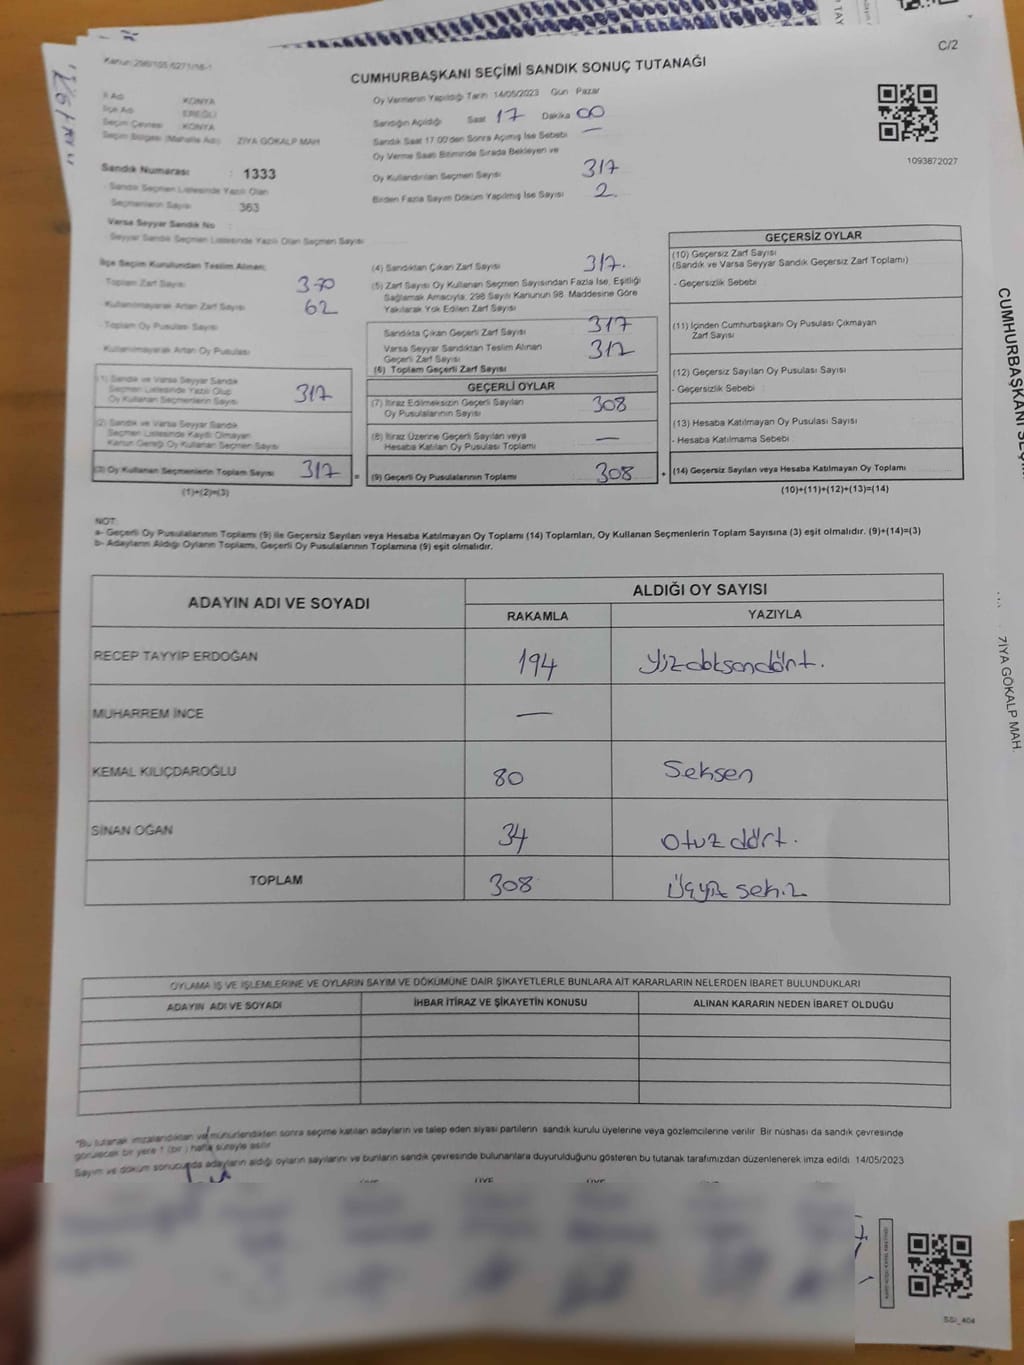 C/2
Kanun:298/105,6271/18-1
CUMHURBAŞKANI SEÇİMİ SANDIK SONUÇ TUTANAĞI
İl Adı KONYA
İlçe Adı EREĞLİ
Seçim Çevresi : KONYA
Seçim Bölgesi (Mahalle Adı) ZİYA GÖKALP MAH
Sandık Numarası : 1333
- Sandık Seçmen Listesinde Yazılı Olan
Seçmenlerin Sayısı 363
Varsa Seyyar Sandık No
- Seyyar Sandık Seçmen Listesinde Yazılı Olan Seçmen Sayısı
Oy Vermenin Yapıldığı Tarih 14/05/2023 Gün Pazar
Sandığın Açıldığı Saat 17 Dakika 00
Sandık Saat 17.00'den Sonra Açımış İse Sebebi —
Oy Verme Saati Bitiminde Sırada Bekleyen ve
Oy Kullandırılan Seçmen Sayısı 317
Birden Fazla Sayım Döküm Yapılmış İse Sayısı 2
1093872027
İlçe Seçim Kurulundan Teslim Alınan;
Toplam Zarf Sayısı 370
- Kullanılmayarak Artan Zarf Sayısı 62
- Toplam Oy Pusulası Sayısı
- Kullanılmayarak Artan Oy Pusulası
(1) Sandık ve Varsa Seyyar Sandık
Seçmen Listesinde Yazılı Olup
Oy Kullanan Seçmenlerin Sayısı 317
(2) Sandık ve Varsa Seyyar Sandık
Seçmen Listesinde Kayıtlı Olmayan
Kanun Gereği Oy Kullanan Seçmen Sayısı
(3) Oy Kullanan Seçmenlerin Toplam Sayısı 317
(1)+(2)=(3)
(4) Sandıktan Çıkan Zarf Sayısı 317.
(5) Zarf Sayısı Oy Kullanan Seçmen Sayısından Fazla İse, Eşitliği
Sağlamak Amacıyla, 298 Sayılı Kanunun 98. Maddesine Göre
Yakılarak Yok Edilen Zarf Sayısı
Sandıkta Çıkan Geçerli Zarf Sayısı 317
Varsa Seyyar Sandıktan Teslim Alınan
Geçerli Zarf Sayısı 317
(6) Toplam Geçerli Zarf Sayısı
GEÇERLİ OYLAR
(7) İtiraz Edilmeksizin Geçerli Sayılan
Oy Pusulalarının Sayısı 308
(8) İtiraz Üzerine Geçerli Sayılan veya
Hesaba Katılan Oy Pusulası Toplamı —
= (9) Geçerli Oy Pusulalarının Toplamı 308
GEÇERSİZ OYLAR
(10) Geçersiz Zarf Sayısı
(Sandık ve Varsa Seyyar Sandık Geçersiz Zarf Toplamı)
- Geçersizlik Sebebi
(11) İçinden Cumhurbaşkanı Oy Pusulası Çıkmayan
Zarf Sayısı
(12) Geçersiz Sayılan Oy Pusulası Sayısı
- Geçersizlik Sebebi :
(13) Hesaba Katılmayan Oy Pusulası Sayısı
- Hesaba Katılmama Sebebi
+ (14) Geçersiz Sayılan veya Hesaba Katılmayan Oy Toplamı
(10)+(11)+(12)+(13)=(14)
NOT:
a- Geçerli Oy Pusulalarının Toplamı (9) ile Geçersiz Sayılan veya Hesaba Katılmayan Oy Toplamı (14) Toplamları, Oy Kullanan Seçmenlerin Toplam Sayısına (3) eşit olmalıdır. (9)+(14)=(3)
b- Adayların Aldığı Oyların Toplamı, Geçerli Oy Pusulalarının Toplamına (9) eşit olmalıdır.
ADAYIN ADI VE SOYADI
ALDIĞI OY SAYISI
RAKAMLA YAZIYLA
RECEP TAYYİP ERDOĞAN 194 Yüzdoksandört.
MUHARREM İNCE —
KEMAL KILIÇDAROĞLU 80 Seksen
SİNAN OĞAN 34 otuz dört.
TOPLAM 308 Üçyüz sekiz
OYLAMA İŞ VE İŞLEMLERİNE VE OYLARIN SAYIM VE DÖKÜMÜNE DAİR ŞİKAYETLERLE BUNLARA AİT KARARLARIN NELERDEN İBARET BULUNDUKLARI
ADAYIN ADI VE SOYADI İHBAR İTİRAZ VE ŞİKAYETİN KONUSU ALINAN KARARIN NEDEN İBARET OLDUĞU
*Bu tutanak imzalandıktan ve mühürlendikten sonra seçime katılan adayların ve talep eden siyasi partilerin sandık kurulu üyelerine veya gözlemcilerine verilir. Bir nüshası da sandık çevresinde
görülecek bir yere 1 (bir) hafta süreyle asılır.
Sayım ve döküm sonucunda adayların aldığı oyların sayılarını ve bunların sandık çevresinde bulunanlara duyurulduğunu gösteren bu tutanak tarafımızdan düzenlenerek imza edildi. 14/05/2023
ÜYE ÜYE ÜYE
SSİ_404
ZİYA GÖKALP MAH.